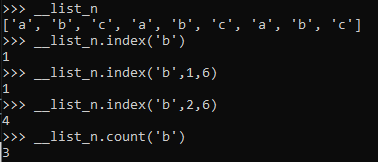 >>> __list_n
['a', 'b', 'c', 'a', 'b', 'c', 'a', 'b', 'c']
>>> __list_n.index('b')
1
>>> __list_n.index('b',1,6)
1
>>> __list_n.index('b',2,6)
4
>>> __list_n.count('b')
3